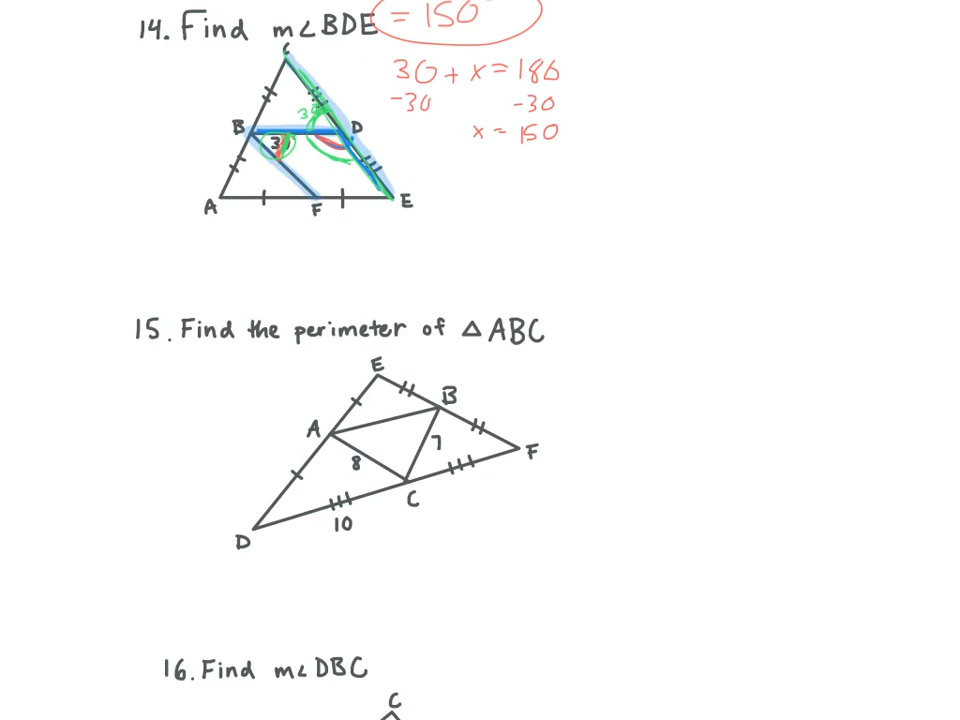 14. Find m∠BDE = 150°
30 + x = 180
-30 -30
x = 150
C
B D
30
A F E
15. Find the perimeter of △ABC
E
B
A
7
F
8
C
10
D
16. Find m∠DBC
C